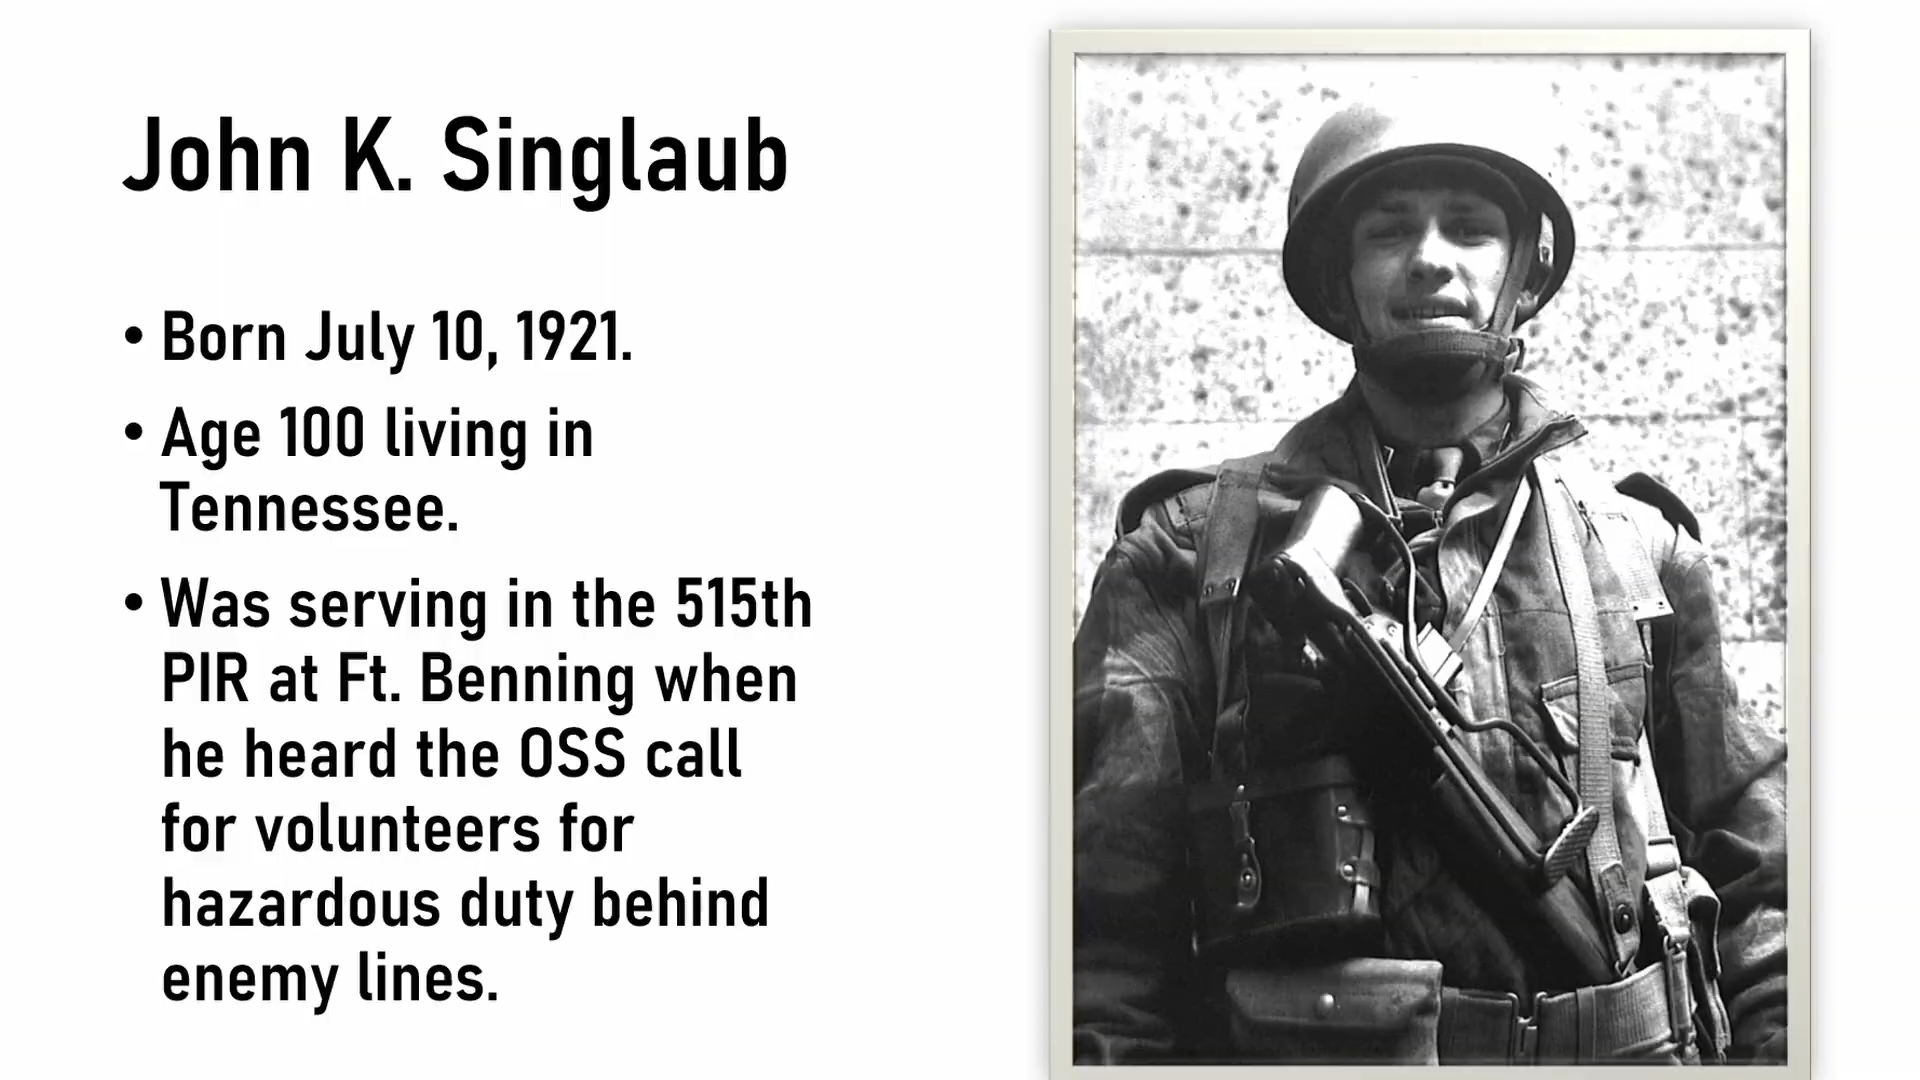 John K. Singlaub
• Born July 10, 1921.
• Age 100 living in
Tennessee.
• Was serving in the 515th
PIR at Ft. Benning when
he heard the OSS call
for volunteers for
hazardous duty behind
enemy lines.